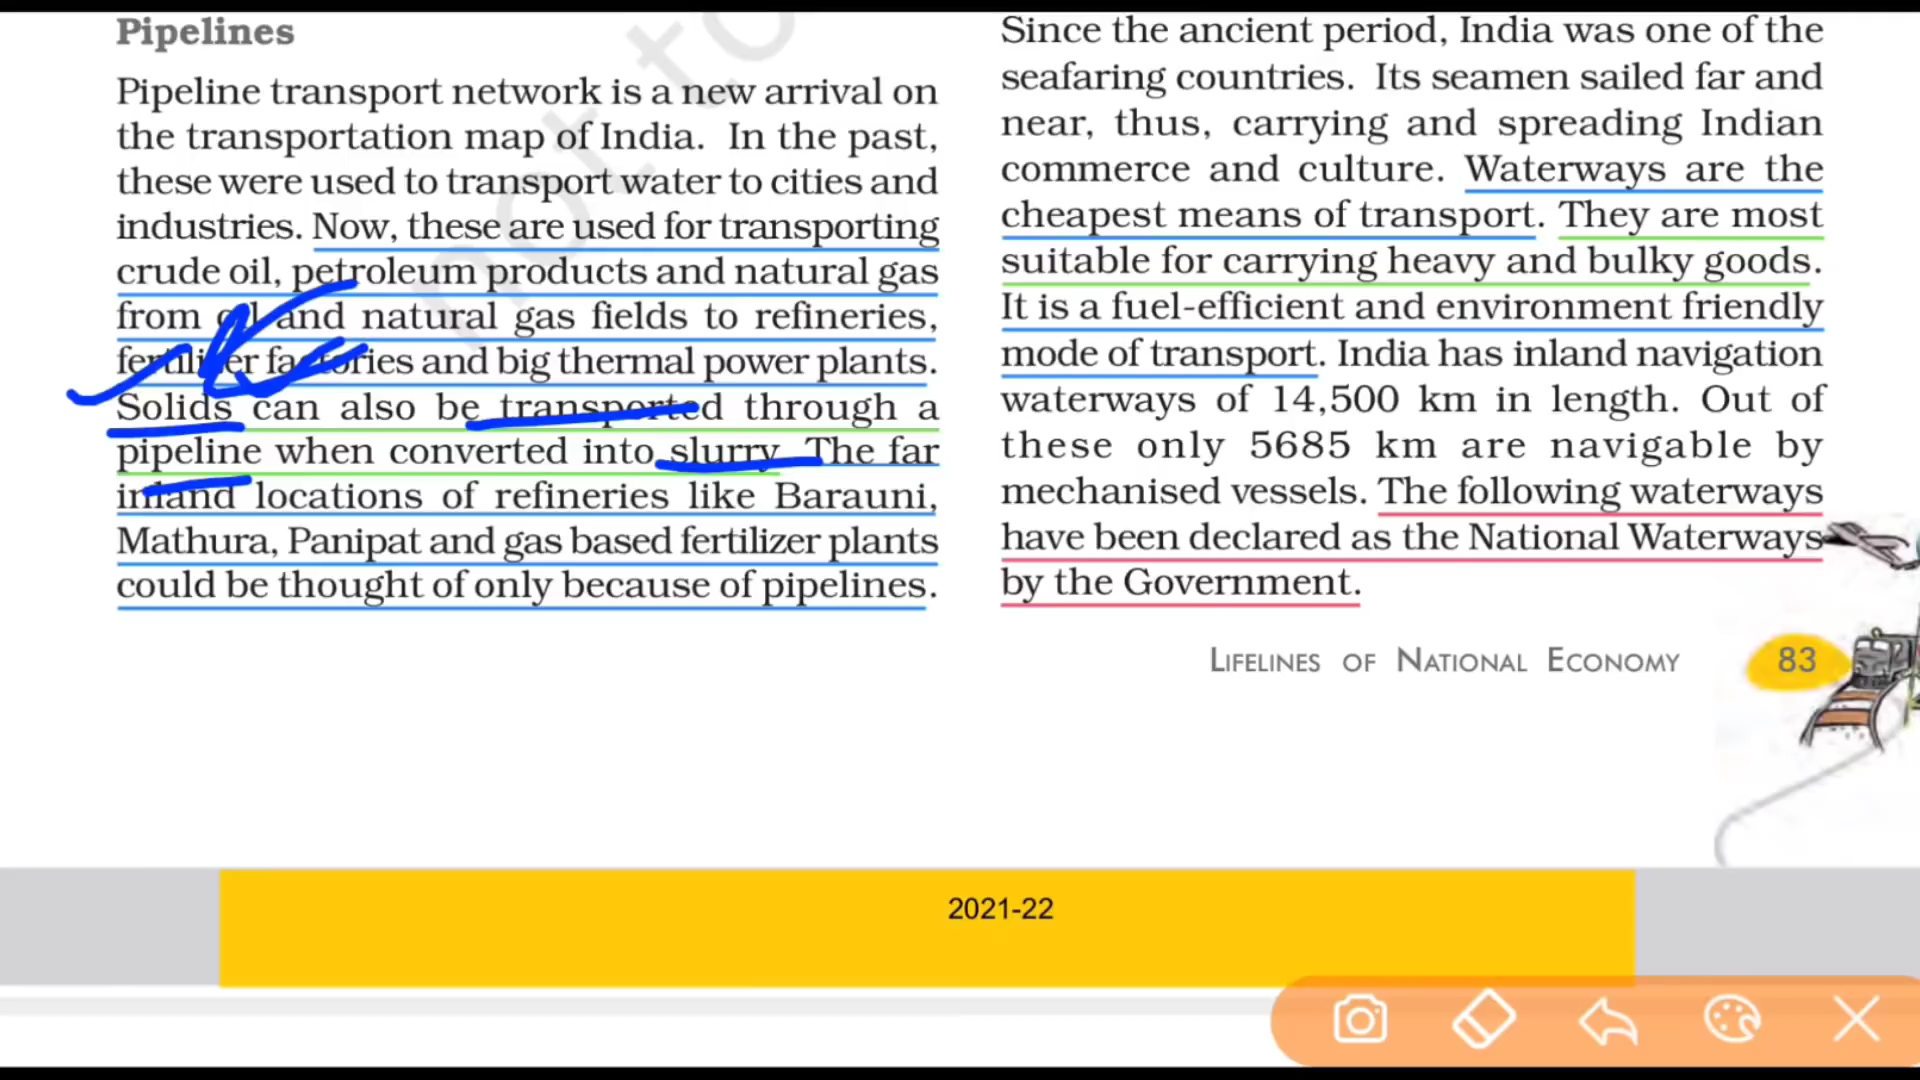 Pipelines
Pipeline transport network is a new arrival on
the transportation map of India. In the past,
these were used to transport water to cities and
industries. Now, these are used for transporting
crude oil, petroleum products and natural gas
from oil and natural gas fields to refineries,
fertilizer factories and big thermal power plants.
Solids can also be transported through a
pipeline when converted into slurry. The far
inland locations of refineries like Barauni,
Mathura, Panipat and gas based fertilizer plants
could be thought of only because of pipelines.
Since the ancient period, India was one of the
seafaring countries. Its seamen sailed far and
near, thus, carrying and spreading Indian
commerce and culture. Waterways are the
cheapest means of transport. They are most
suitable for carrying heavy and bulky goods.
It is a fuel-efficient and environment friendly
mode of transport. India has inland navigation
waterways of 14,500 km in length. Out of
these only 5685 km are navigable by
mechanised vessels. The following waterways
have been declared as the National Waterways
by the Government.
not to
LIFELINES OF NATIONAL ECONOMY
83
2021-22